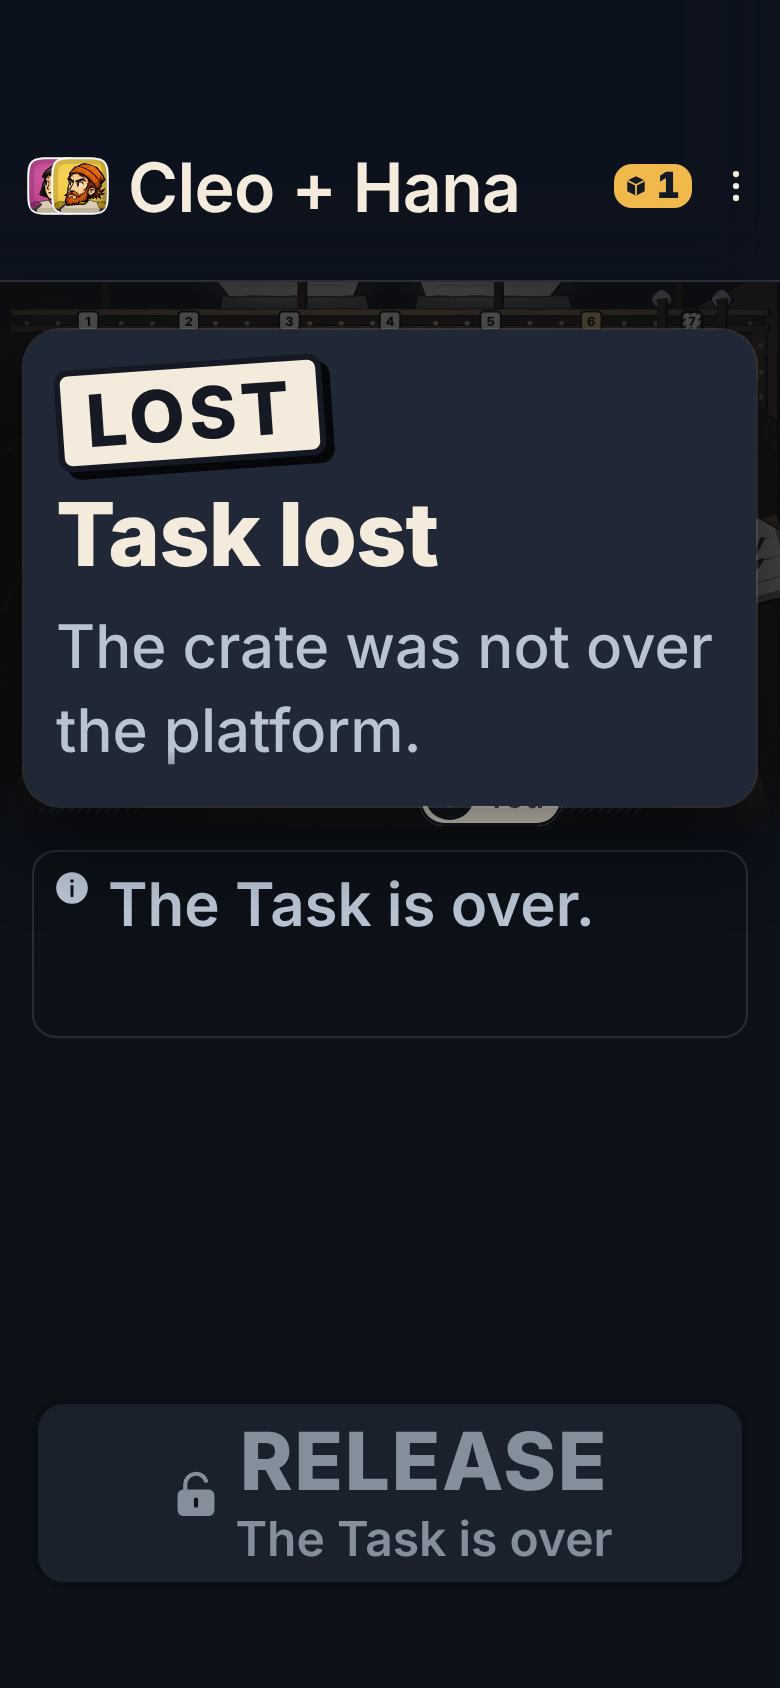 Cleo + Hana
1
1 2 3 4 5 6 7
LOST
Task lost
The crate was not over
the platform.
The Task is over.
RELEASE
The Task is over